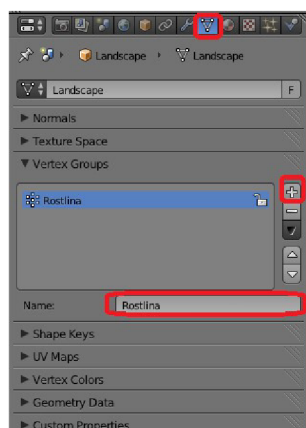 Landscape Landscape
Landscape F
Normals
Texture Space
Vertex Groups
Rostlina
Name: Rostlina
Shape Keys
UV Maps
Vertex Colors
Geometry Data
Custom Properties